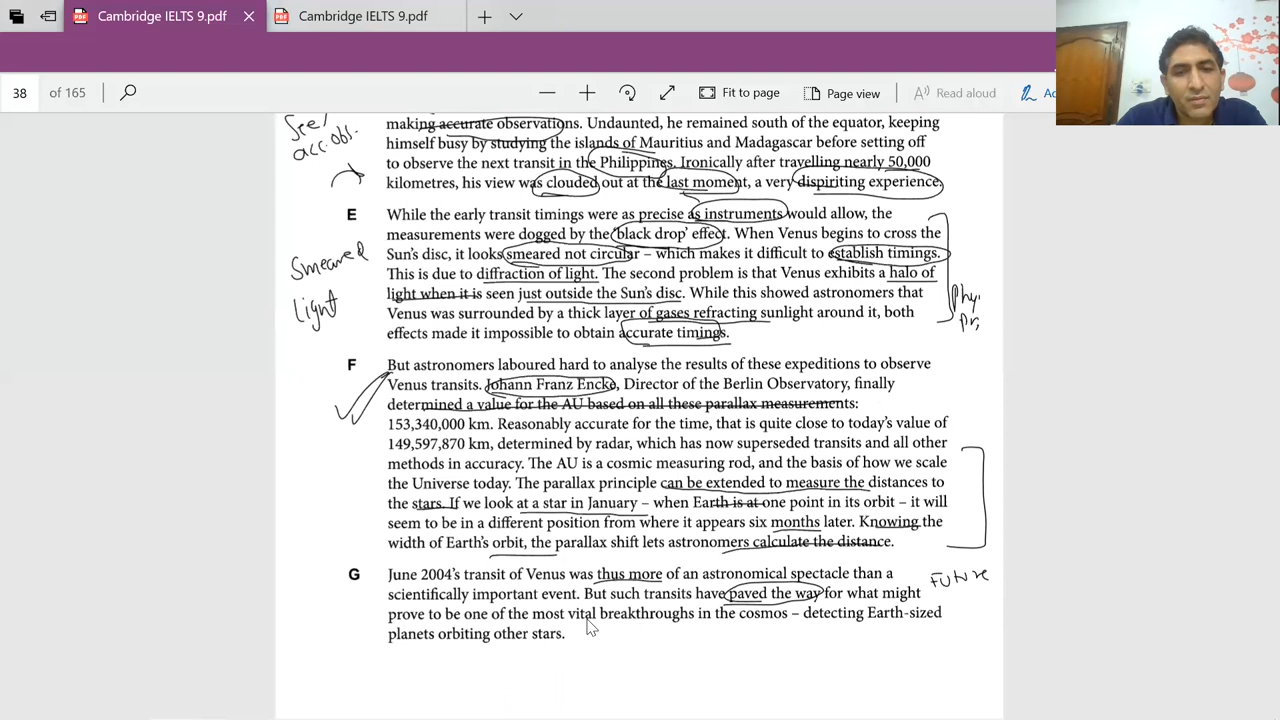 Cambridge IELTS 9.pdf
Cambridge IELTS 9.pdf
38 of 165
Fit to page
Page view
Read aloud
See/
acc. obs.
making accurate observations. Undaunted, he remained south of the equator, keeping
himself busy by studying the islands of Mauritius and Madagascar before setting off
to observe the next transit in the Philippines. Ironically after travelling nearly 50,000
kilometres, his view was clouded out at the last moment, a very dispiriting experience.
E While the early transit timings were as precise as instruments would allow, the
measurements were dogged by the 'black drop' effect. When Venus begins to cross the
Sun's disc, it looks smeared not circular – which makes it difficult to establish timings.
This is due to diffraction of light. The second problem is that Venus exhibits a halo of
light when it is seen just outside the Sun's disc. While this showed astronomers that
Venus was surrounded by a thick layer of gases refracting sunlight around it, both
effects made it impossible to obtain accurate timings.
Smeared
light
Phy.
Pr,
F But astronomers laboured hard to analyse the results of these expeditions to observe
Venus transits. Johann Franz Encke, Director of the Berlin Observatory, finally
determined a value for the AU based on all these parallax measurements:
153,340,000 km. Reasonably accurate for the time, that is quite close to today's value of
149,597,870 km, determined by radar, which has now superseded transits and all other
methods in accuracy. The AU is a cosmic measuring rod, and the basis of how we scale
the Universe today. The parallax principle can be extended to measure the distances to
the stars. If we look at a star in January – when Earth is at one point in its orbit – it will
seem to be in a different position from where it appears six months later. Knowing the
width of Earth's orbit, the parallax shift lets astronomers calculate the distance.
G June 2004's transit of Venus was thus more of an astronomical spectacle than a
scientifically important event. But such transits have paved the way for what might
prove to be one of the most vital breakthroughs in the cosmos – detecting Earth-sized
planets orbiting other stars.
Future